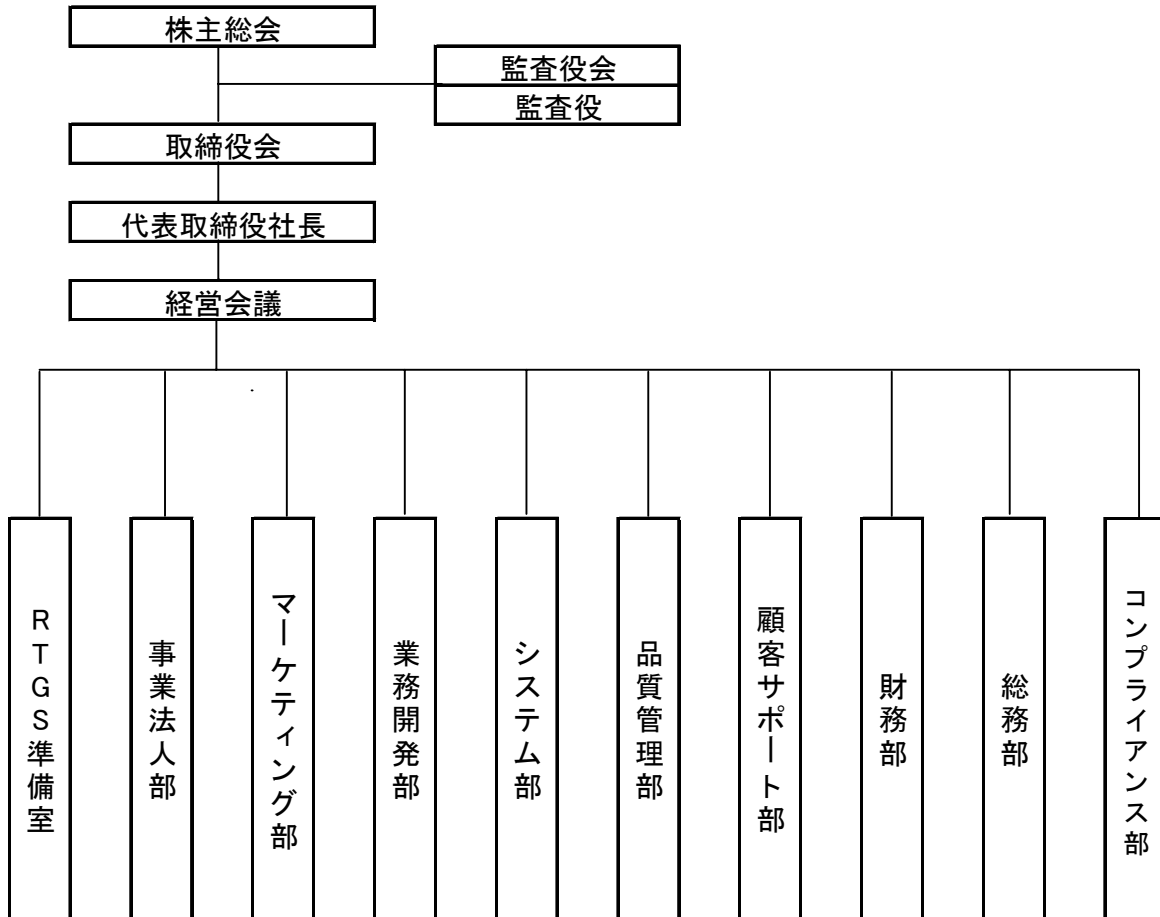 株主総会
監査役会
監査役
取締役会
代表取締役社長
経営会議
RTGS準備室
事業法人部
マーケティング部
業務開発部
システム部
品質管理部
顧客サポート部
財務部
総務部
コンプライアンス部